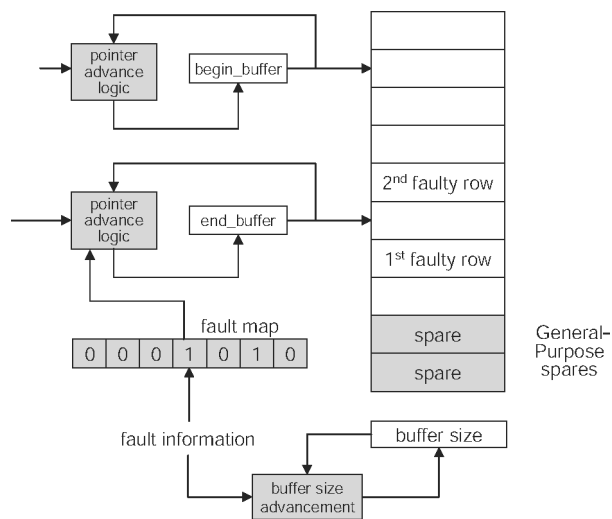 pointer
advance
logic
begin_buffer
2nd faulty row
pointer
advance
logic
end_buffer
1st faulty row
fault map
0 0 0 1 0 1 0
spare
spare
General-
Purpose
spares
fault information
buffer size
buffer size
advancement